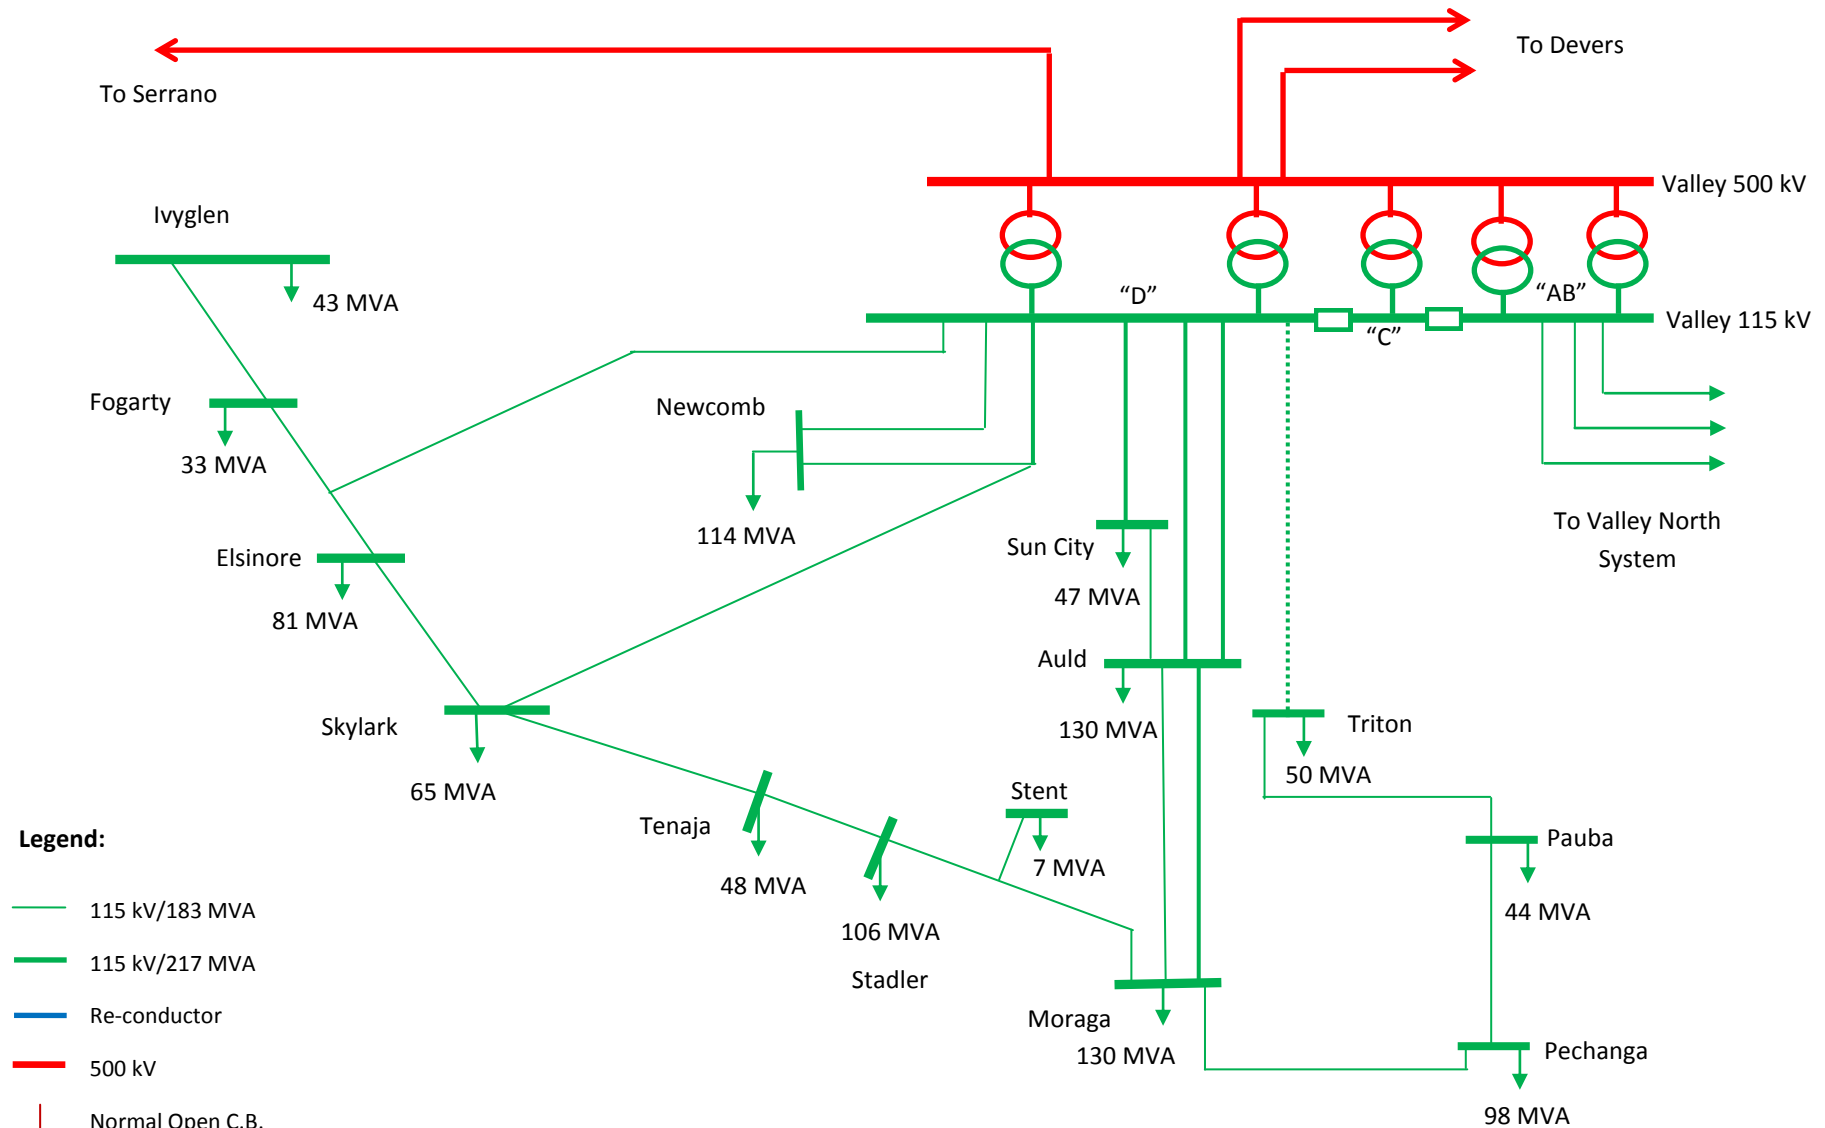 To Devers
To Serrano
Valley 500 kV
Ivyglen
43 MVA
“D”
“AB”
Valley 115 kV
“C”
Fogarty
33 MVA
Newcomb
114 MVA
To Valley North
System
Sun City
47 MVA
Elsinore
81 MVA
Auld
130 MVA
Skylark
65 MVA
Triton
50 MVA
Stent
7 MVA
Tenaja
48 MVA
Pauba
44 MVA
106 MVA
Stadler
Moraga
130 MVA
Pechanga
98 MVA
Legend:
115 kV/183 MVA
115 kV/217 MVA
Re-conductor
500 kV
Normal Open C.B.